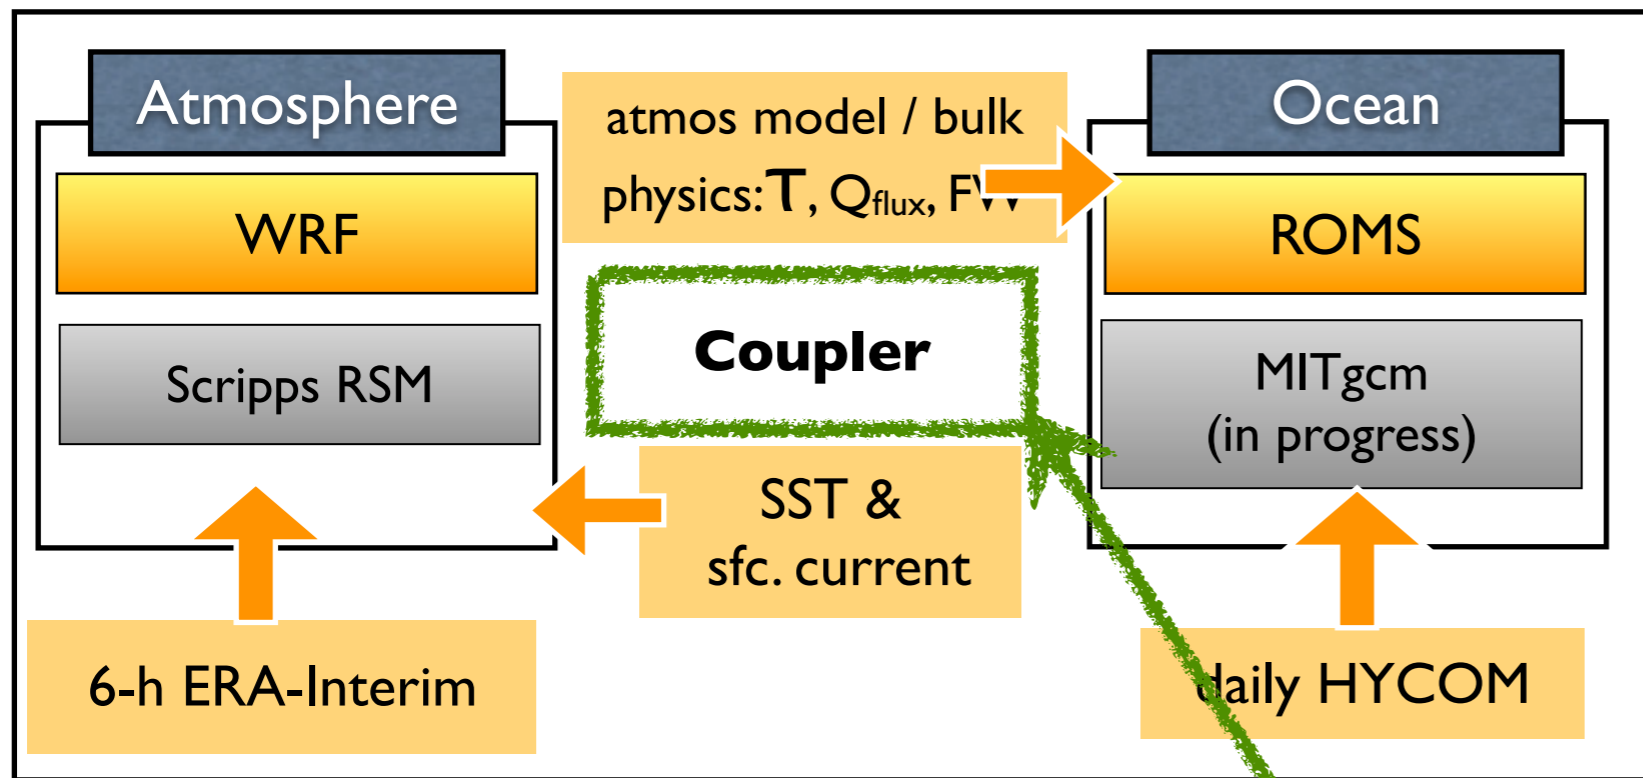 Atmosphere
WRF
Scripps RSM
6-h ERA-Interim
atmos model / bulk
physics: τ, Qflux, FW
Coupler
SST &
sfc. current
Ocean
ROMS
MITgcm
(in progress)
daily HYCOM